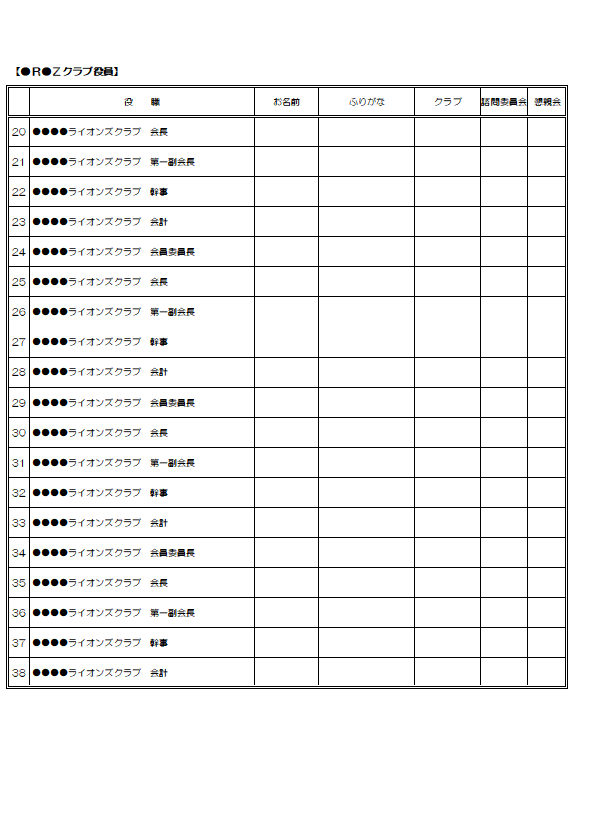 【●R●Zクラブ役員】
役　職 お名前 ふりがな クラブ 諮問委員会 懇親会
20 ●●●●ライオンズクラブ　会長
21 ●●●●ライオンズクラブ　第一副会長
22 ●●●●ライオンズクラブ　幹事
23 ●●●●ライオンズクラブ　会計
24 ●●●●ライオンズクラブ　会員委員長
25 ●●●●ライオンズクラブ　会長
26 ●●●●ライオンズクラブ　第一副会長
27 ●●●●ライオンズクラブ　幹事
28 ●●●●ライオンズクラブ　会計
29 ●●●●ライオンズクラブ　会員委員長
30 ●●●●ライオンズクラブ　会長
31 ●●●●ライオンズクラブ　第一副会長
32 ●●●●ライオンズクラブ　幹事
33 ●●●●ライオンズクラブ　会計
34 ●●●●ライオンズクラブ　会員委員長
35 ●●●●ライオンズクラブ　会長
36 ●●●●ライオンズクラブ　第一副会長
37 ●●●●ライオンズクラブ　幹事
38 ●●●●ライオンズクラブ　会計